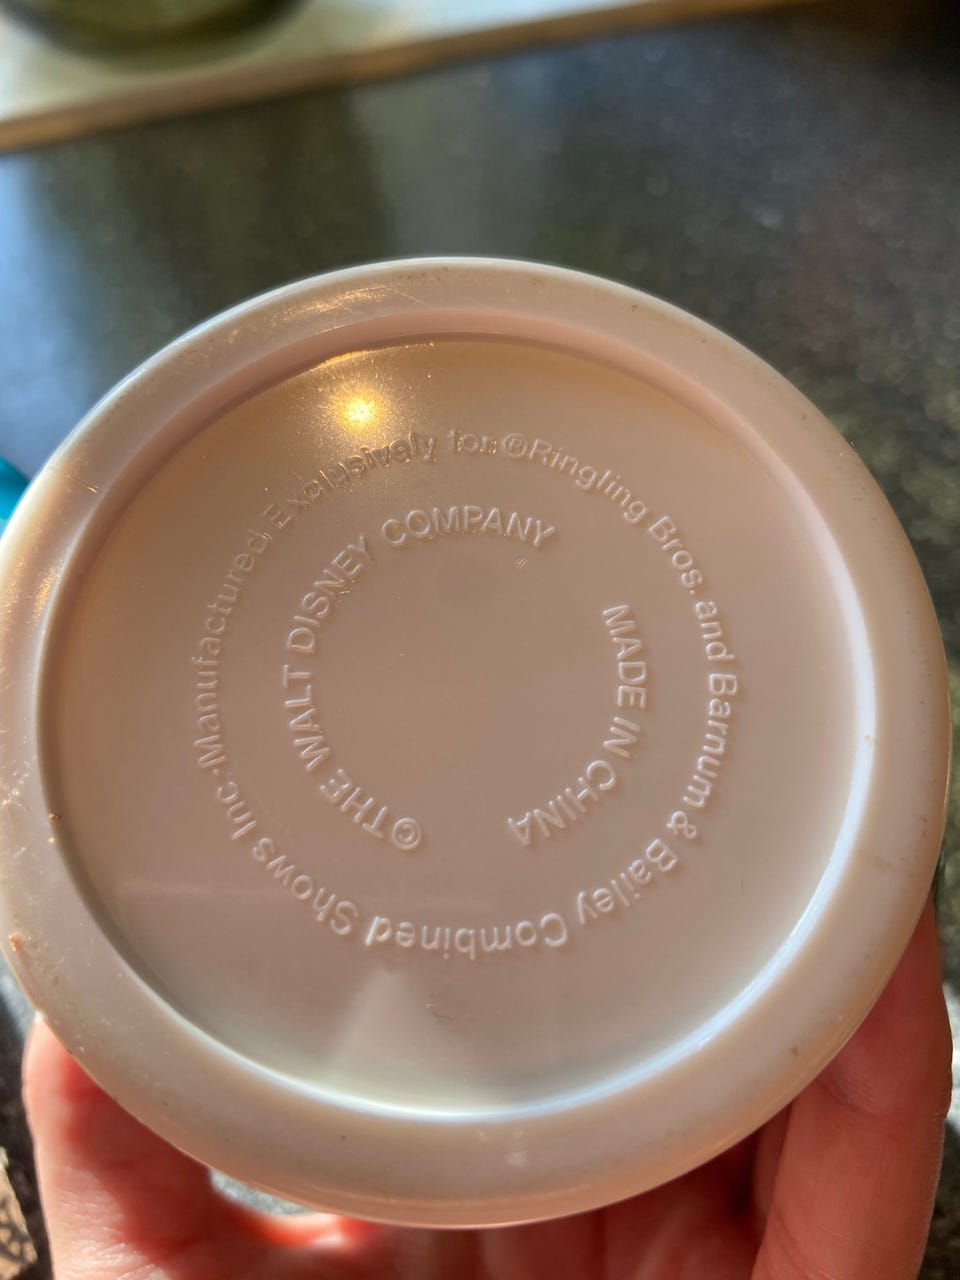 Manufactured Exclusively for ®Ringling Bros. and Barnum & Bailey Combined Shows Inc.
© THE WALT DISNEY COMPANY
MADE IN CHINA